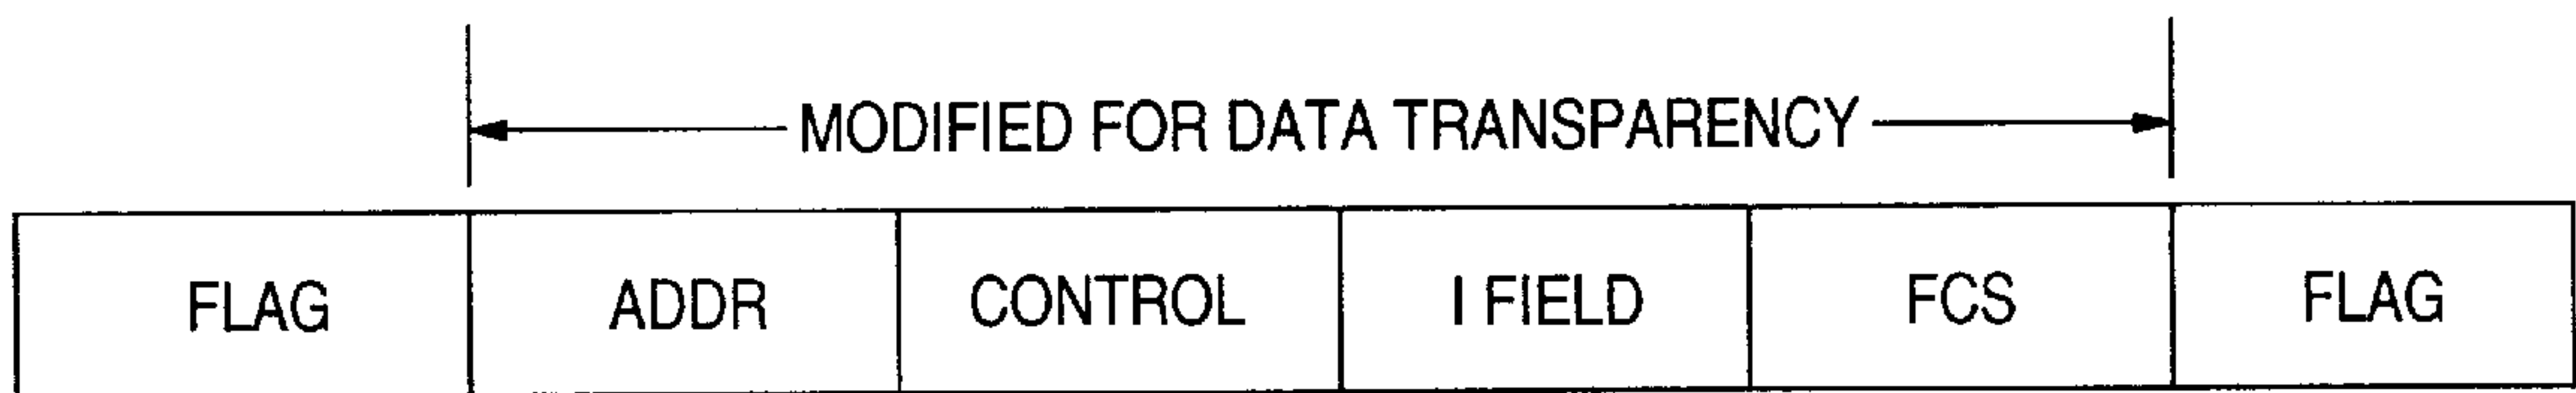 MODIFIED FOR DATA TRANSPARENCY
FLAG ADDR CONTROL I FIELD FCS FLAG